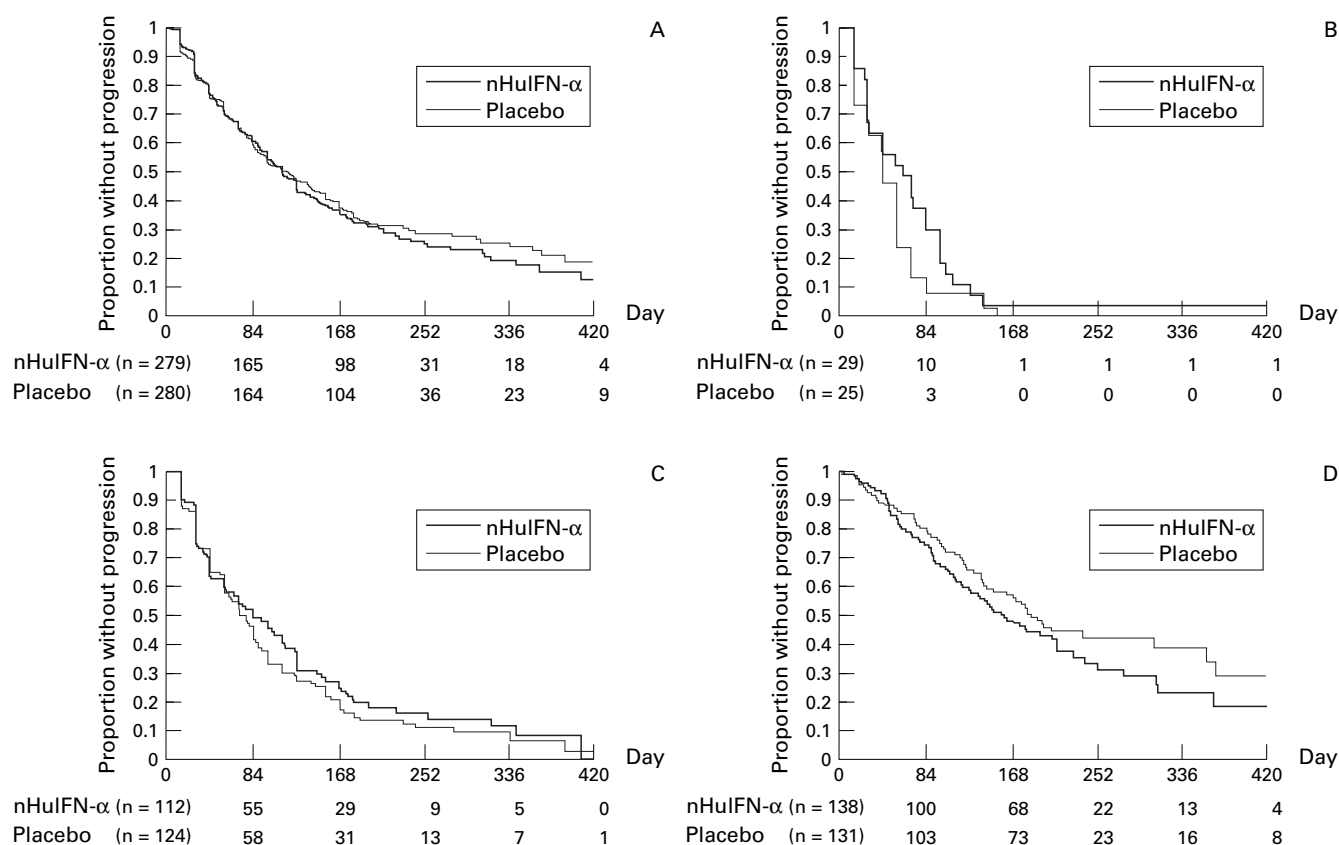 A
Proportion without progression
1
0.9
0.8
0.7
0.6
0.5
0.4
0.3
0.2
0.1
0
nHuIFN-α
Placebo
0 84 168 252 336 420 Day
nHuIFN-α (n = 279) 165 98 31 18 4
Placebo (n = 280) 164 104 36 23 9
B
Proportion without progression
1
0.9
0.8
0.7
0.6
0.5
0.4
0.3
0.2
0.1
0
nHuIFN-α
Placebo
0 84 168 252 336 420 Day
nHuIFN-α (n = 29) 10 1 1 1 1
Placebo (n = 25) 3 0 0 0 0
C
Proportion without progression
1
0.9
0.8
0.7
0.6
0.5
0.4
0.3
0.2
0.1
0
nHuIFN-α
Placebo
0 84 168 252 336 420 Day
nHuIFN-α (n = 112) 55 29 9 5 0
Placebo (n = 124) 58 31 13 7 1
D
Proportion without progression
1
0.9
0.8
0.7
0.6
0.5
0.4
0.3
0.2
0.1
0
nHuIFN-α
Placebo
0 84 168 252 336 420 Day
nHuIFN-α (n = 138) 100 68 22 13 4
Placebo (n = 131) 103 73 23 16 8